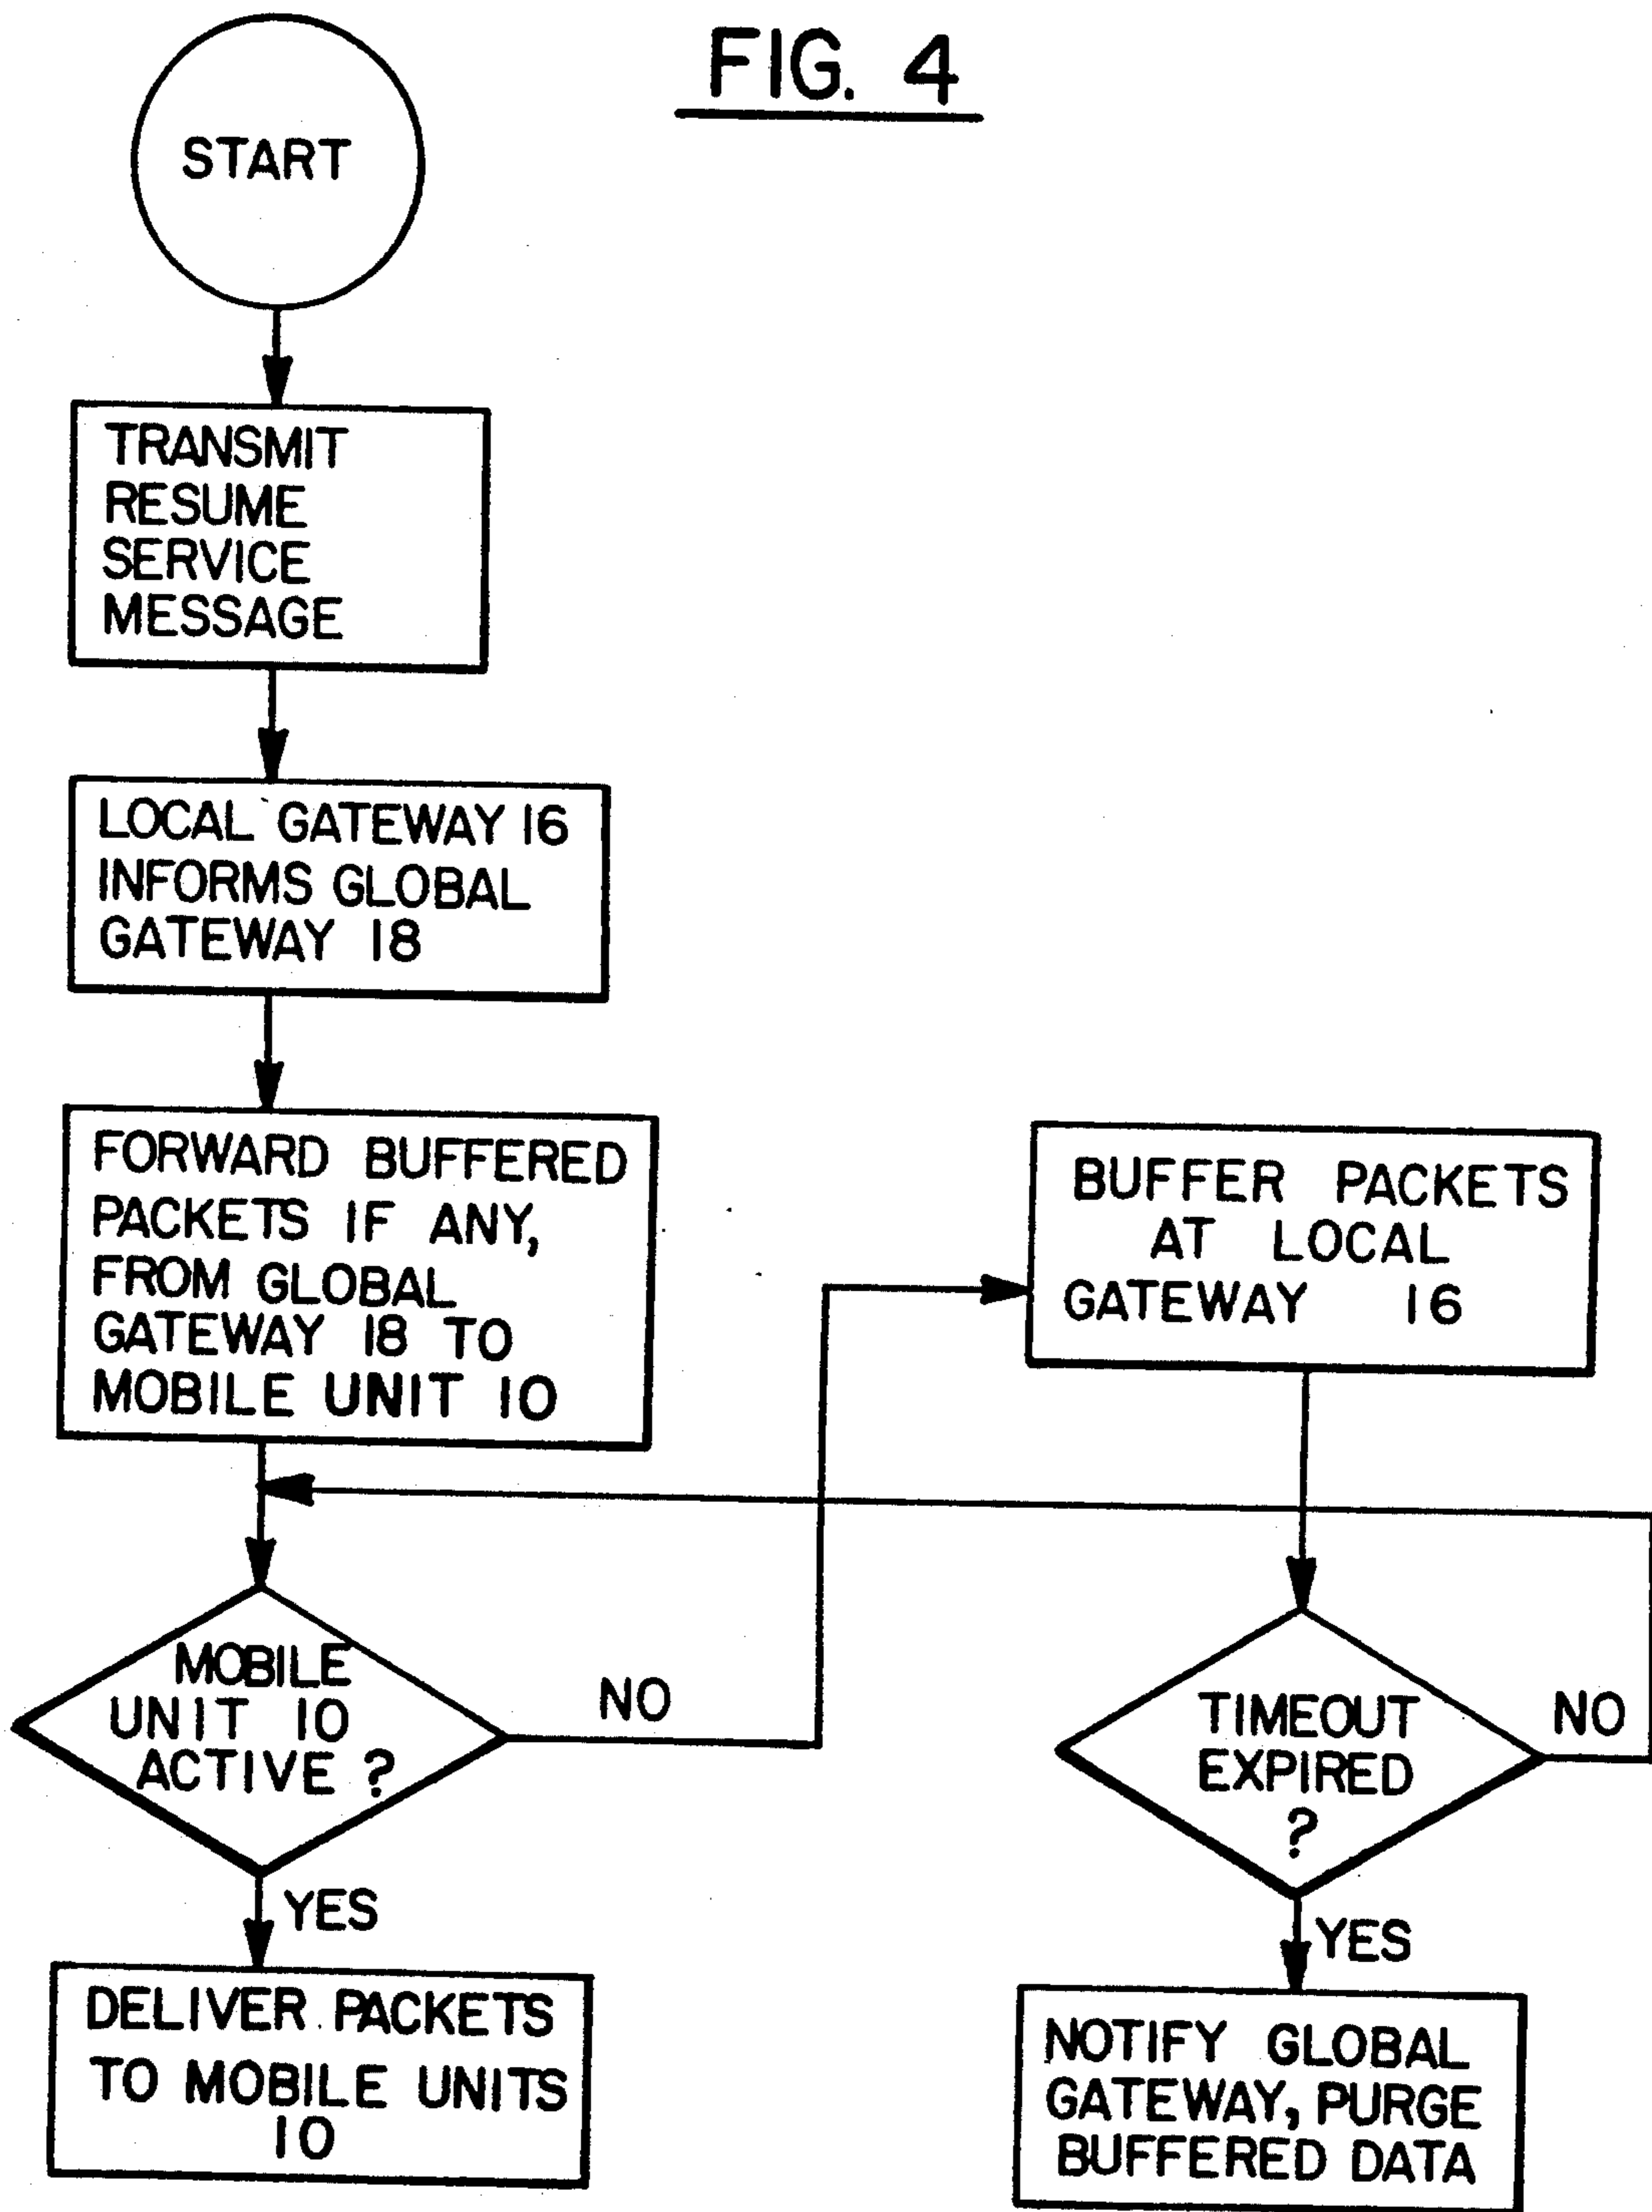 FIG. 4
START
TRANSMIT
RESUME
SERVICE
MESSAGE
LOCAL GATEWAY 16
INFORMS GLOBAL
GATEWAY 18
FORWARD BUFFERED
PACKETS IF ANY,
FROM GLOBAL
GATEWAY 18 TO
MOBILE UNIT 10
BUFFER PACKETS
AT LOCAL
GATEWAY 16
MOBILE
UNIT 10
ACTIVE ?
NO
TIMEOUT
EXPIRED
?
NO
YES
YES
DELIVER PACKETS
TO MOBILE UNITS
10
NOTIFY GLOBAL
GATEWAY, PURGE
BUFFERED DATA